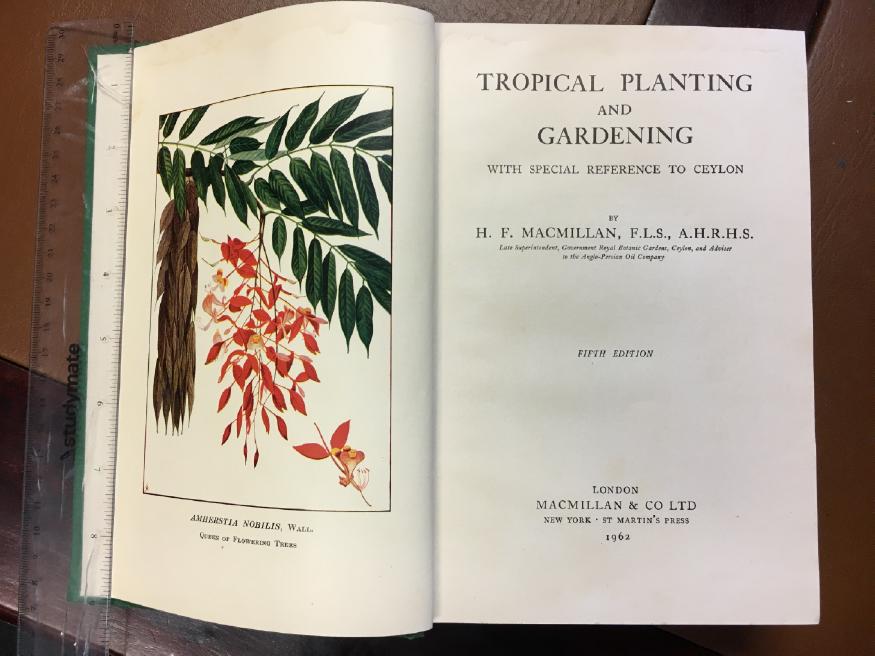 studymate
AMHERSTIA NOBILIS, WALL.
QUEEN OF FLOWERING TREES
TROPICAL PLANTING
AND
GARDENING
WITH SPECIAL REFERENCE TO CEYLON
BY
H. F. MACMILLAN, F.L.S., A.H.R.H.S.
Late Superintendent, Government Royal Botanic Gardens, Ceylon, and Adviser
to the Anglo-Persian Oil Company
FIFTH EDITION
LONDON
MACMILLAN & CO LTD
NEW YORK · ST MARTIN'S PRESS
1962